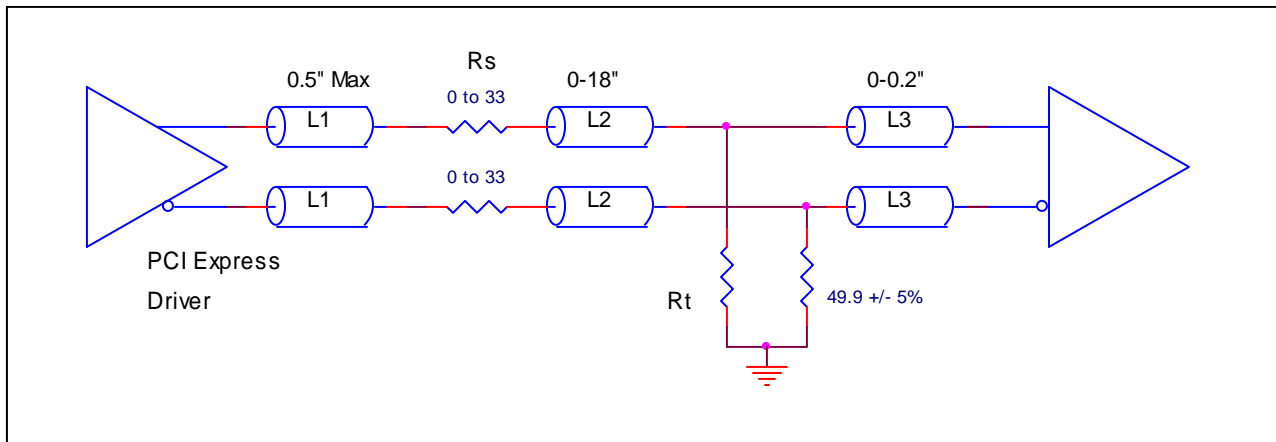 Rs
0.5" Max
0-18"
0-0.2"
0 to 33
L1
L2
L3
0 to 33
L1
L2
L3
PCI Express
Driver
Rt
49.9 +/- 5%